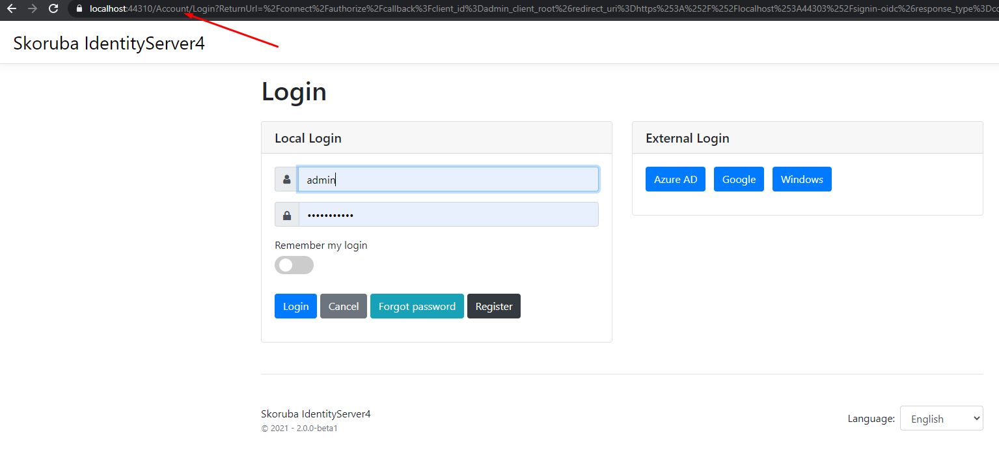 localhost:44310/Account/Login?ReturnUrl=%2Fconnect%2Fauthorize%2Fcallback%3Fclient_id%3Dadmin_client_root%26redirect_uri%3Dhttps%253A%252F%252Flocalhost%253A44303%252Fsignin-oidc%26response_type%3Dco
Skoruba IdentityServer4
Login
Local Login
External Login
admin
Azure AD Google Windows
•••••••••••
Remember my login
Login Cancel Forgot password Register
Skoruba IdentityServer4
© 2021 - 2.0.0-beta1
Language: English